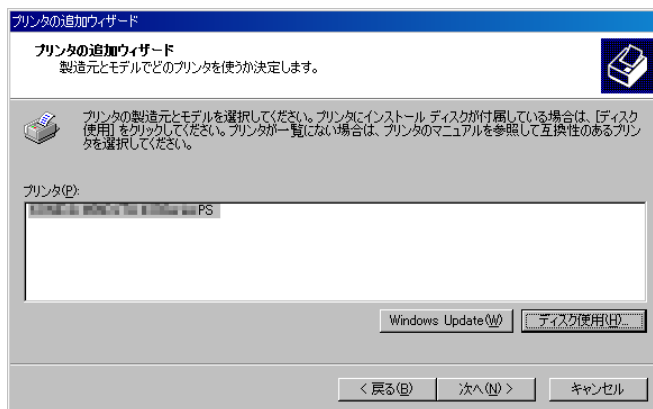 プリンタの追加ウィザード
プリンタの追加ウィザード
製造元とモデルでどのプリンタを使うか決定します。
プリンタの製造元とモデルを選択してください。プリンタにインストール ディスクが付属している場合は、[ディスク
使用] をクリックしてください。プリンタが一覧にない場合は、プリンタのマニュアルを参照して互換性のあるプリン
タを選択してください。
プリンタ(P):
PS
Windows Update(W) ディスク使用(H)...
< 戻る(B) 次へ(N) > キャンセル